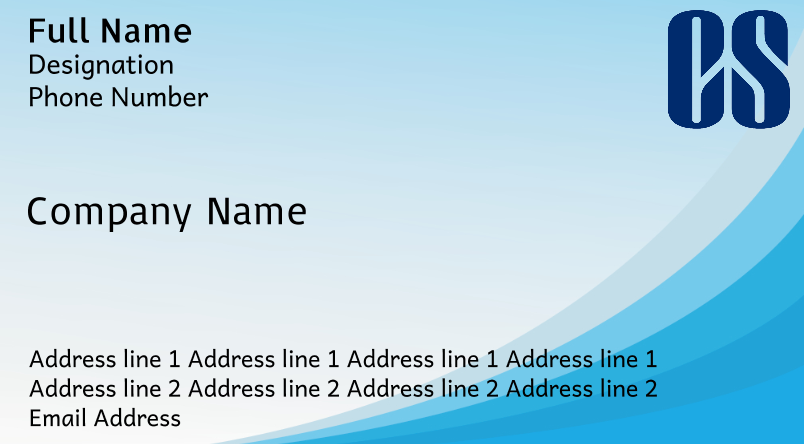 Full Name
Designation
Phone Number
CS
Company Name
Address line 1 Address line 1 Address line 1 Address line 1
Address line 2 Address line 2 Address line 2 Address line 2
Email Address